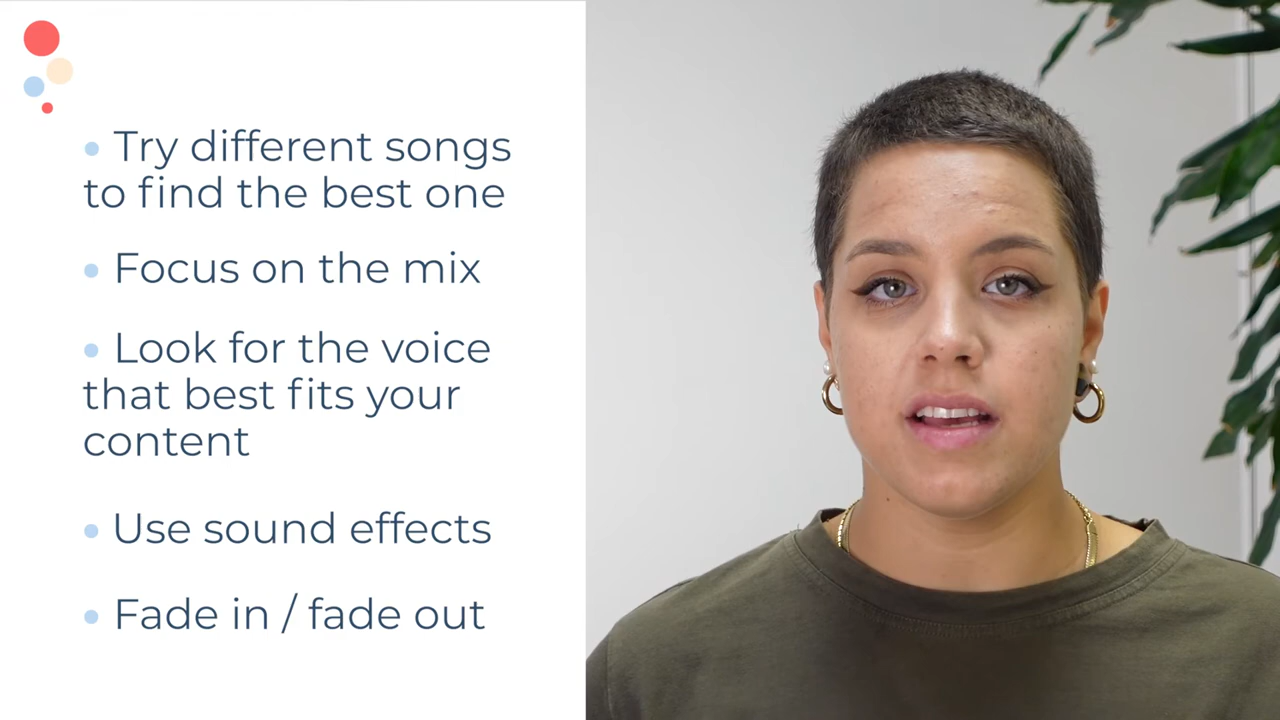 • Try different songs
to find the best one
• Focus on the mix
• Look for the voice
that best fits your
content
• Use sound effects
• Fade in / fade out